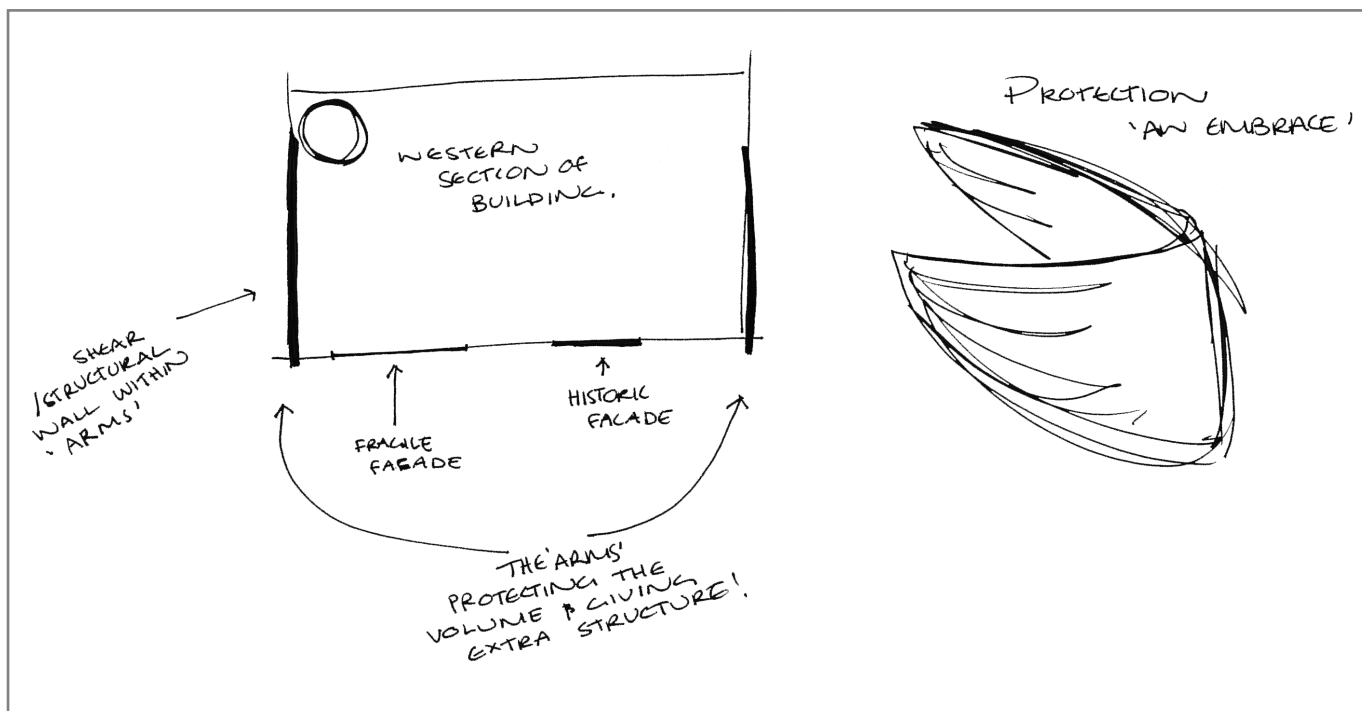 PROTECTION
'AN EMBRACE'
WESTERN
SECTION OF
BUILDING.
SHEAR
/STRUCTURAL
WALL WITHIN
'ARMS'
FRAGILE
FACADE
HISTORIC
FACADE
THE 'ARMS'
PROTECTING THE
VOLUME & GIVING
EXTRA STRUCTURE!